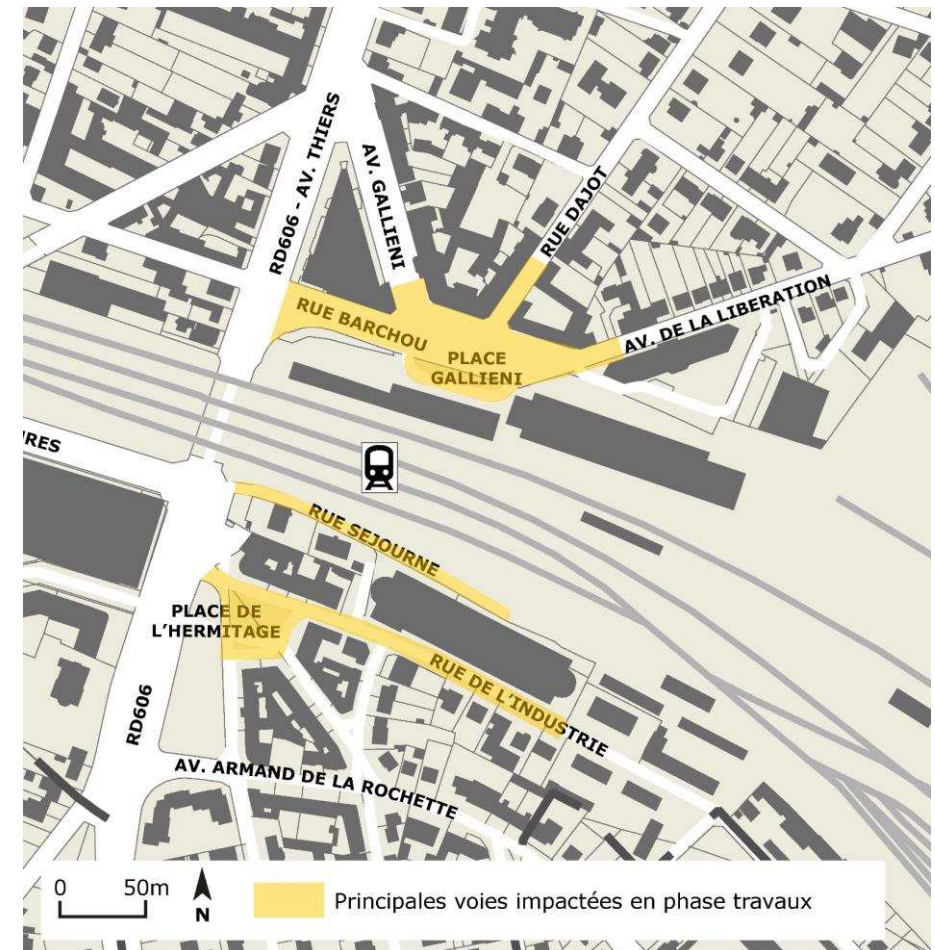 RD606 - AV. THIERS
AV. GALLIENI
RUE DAJOT
RUE BARCHOU
AV. DE LA LIBERATION
PLACE
GALLIENI
RES
RUE SEJOURNE
PLACE DE
L'HERMITAGE
RUE DE L'INDUSTRIE
RD606
AV. ARMAND DE LA ROCHETTE
0 50m
N
Principales voies impactées en phase travaux